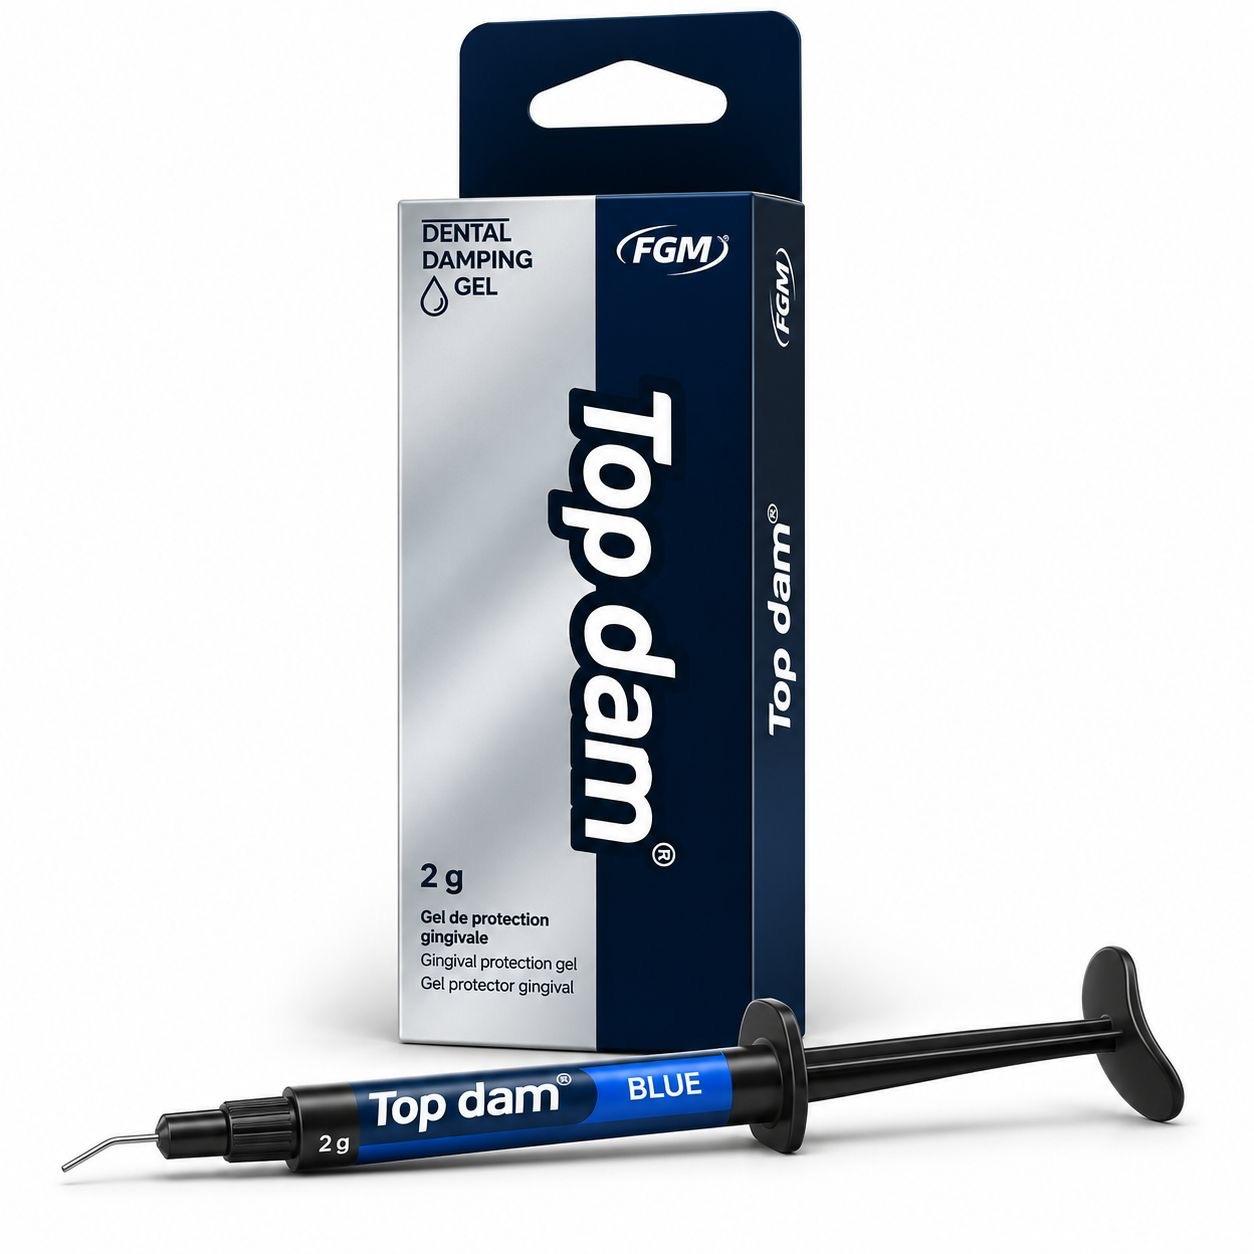 DENTAL
DAMPING
GEL
FGM®
Top dam®
2 g
Gel de protection
gingivale
Gingival protection gel
Gel protector gingival
FGM
Top dam®
Top dam®
BLUE
2 g